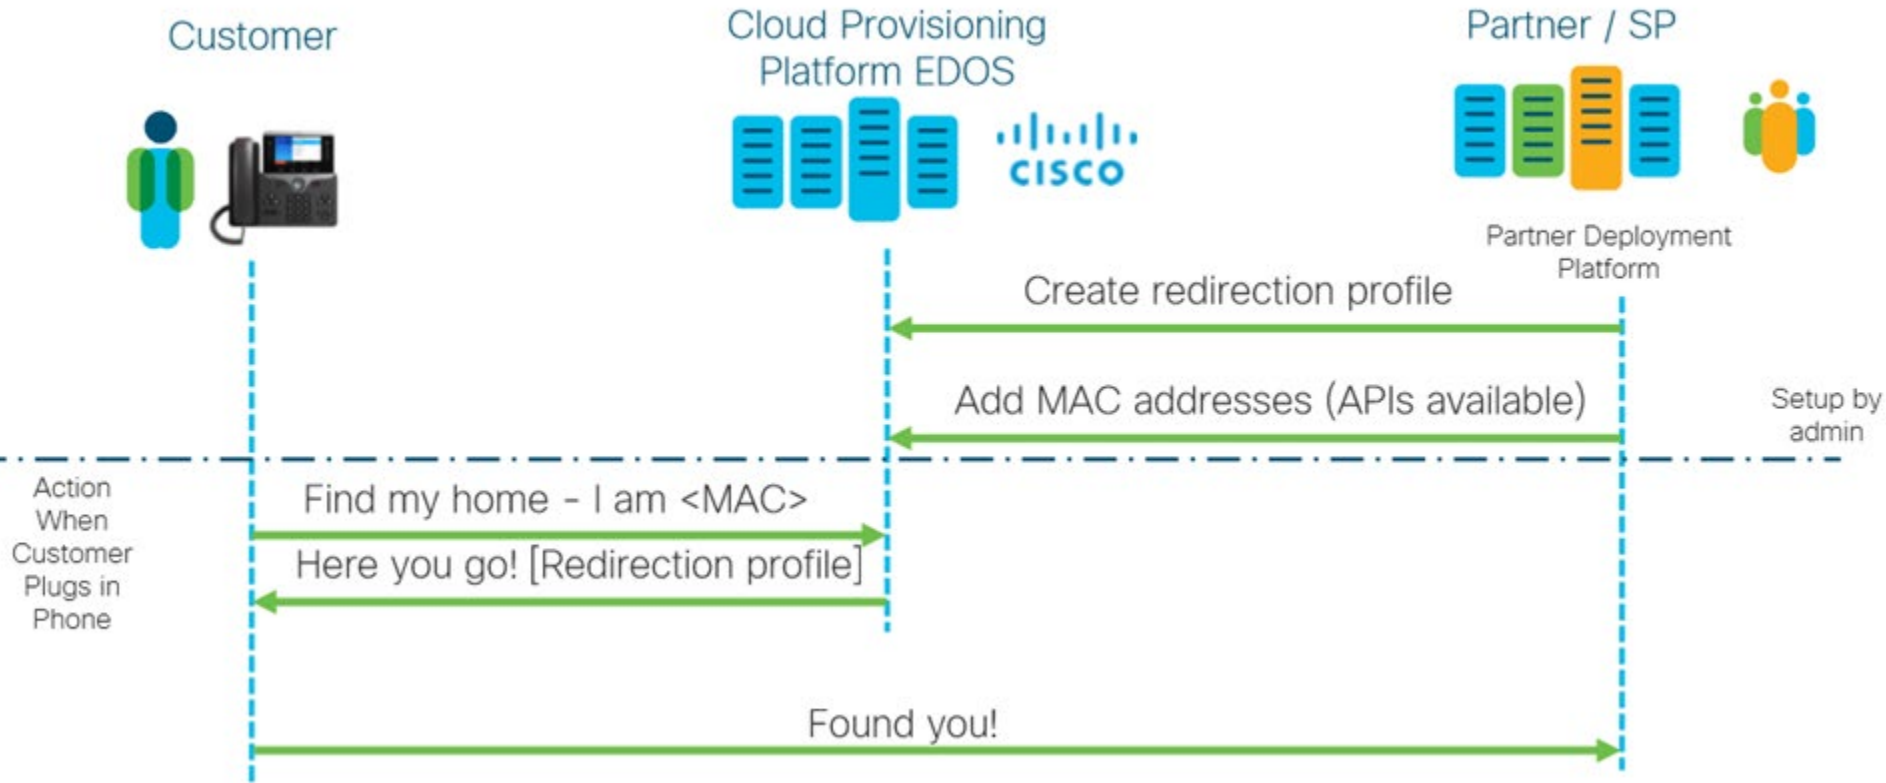 Customer
Cloud Provisioning
Platform EDOS
Partner / SP
CISCO
Partner Deployment
Platform
Create redirection profile
Add MAC addresses (APIs available)
Setup by
admin
Action
When
Customer
Plugs in
Phone
Find my home - I am <MAC>
Here you go! [Redirection profile]
Found you!